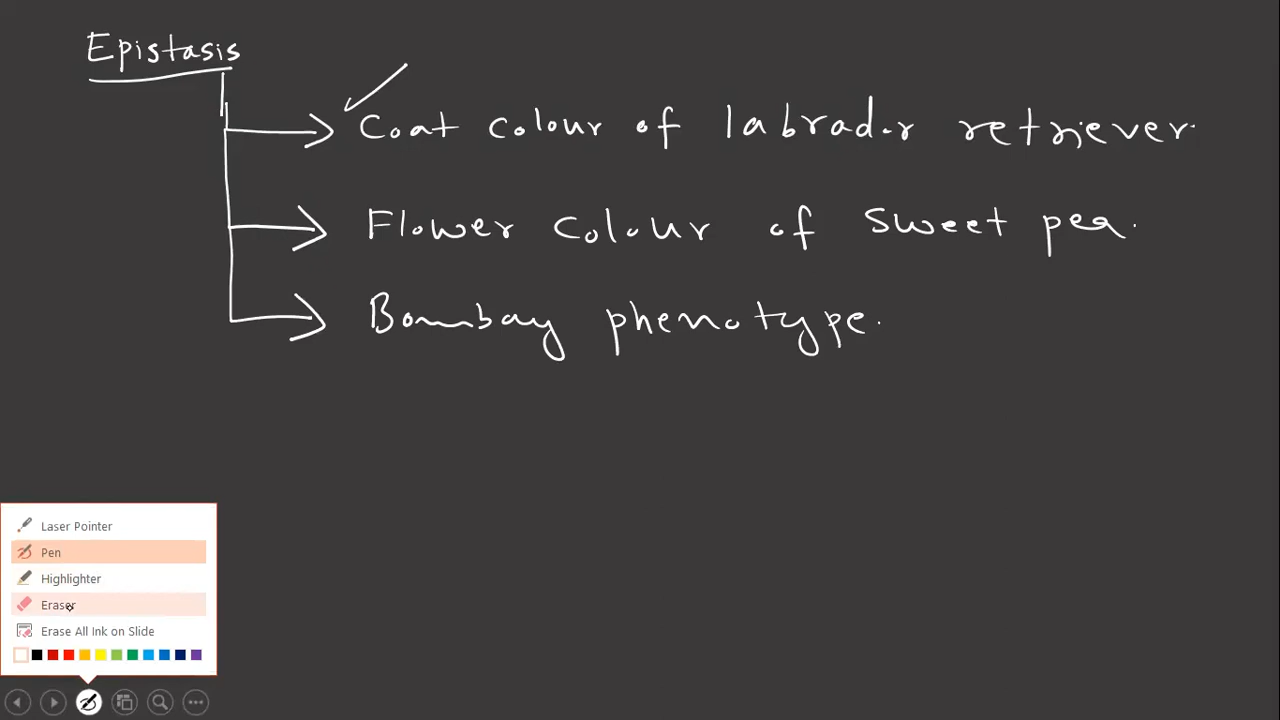 Epistasis
Coat colour of labrador retriever.
Flower colour of sweet pea.
Bombay phenotype.
Laser Pointer
Pen
Highlighter
Eraser
Erase All Ink on Slide